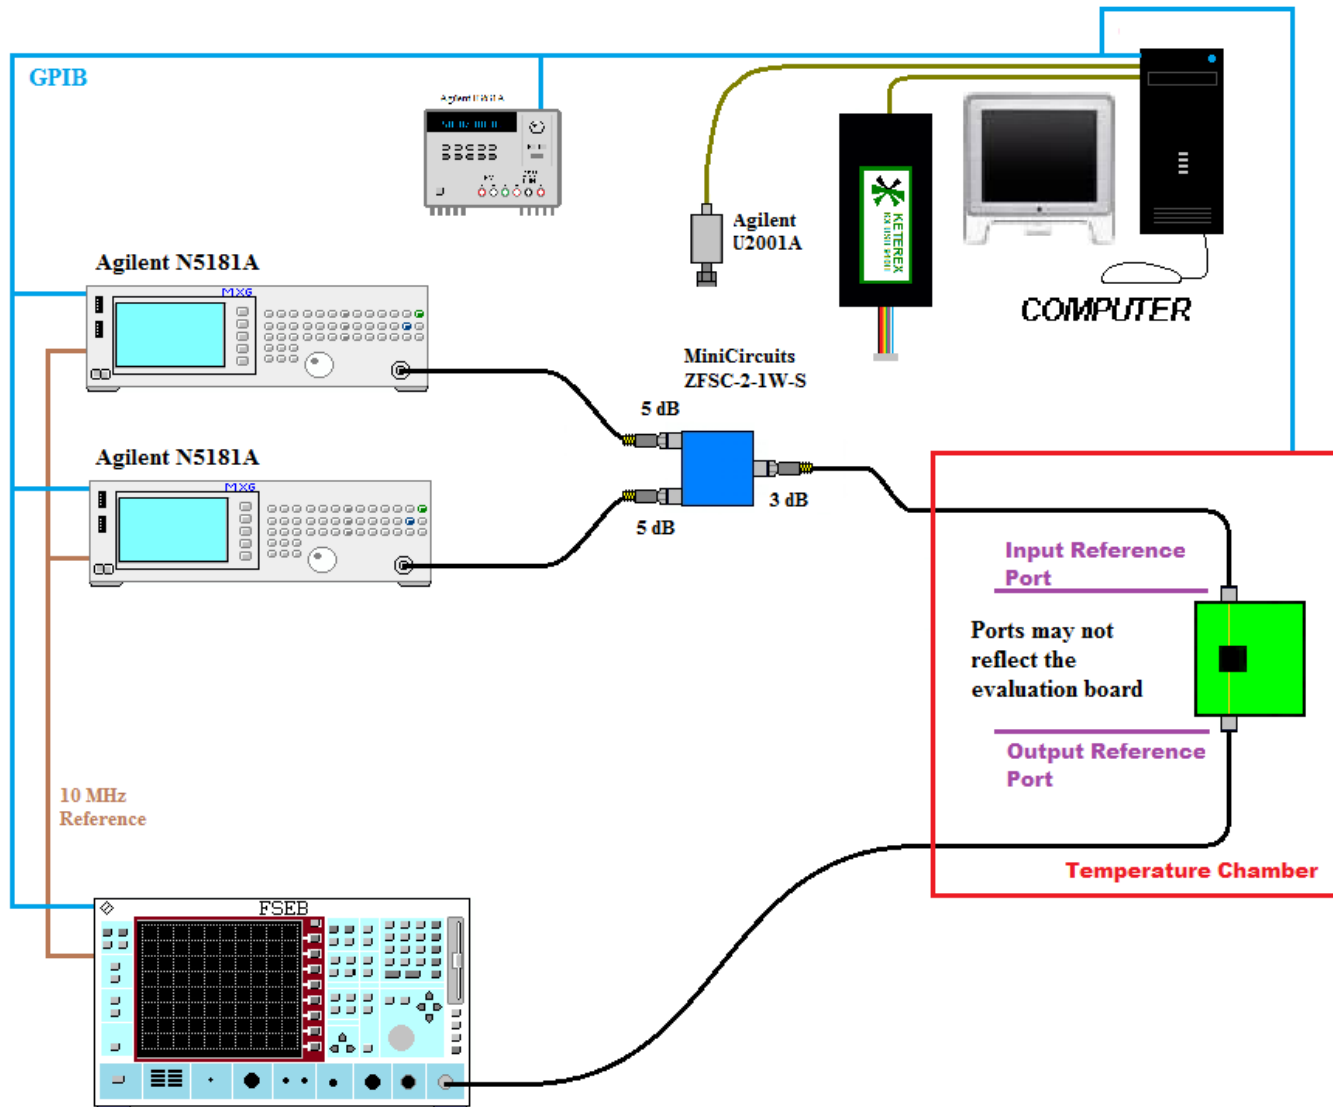 GPIB
Agilent
U2001A
KETEREX
COMPUTER
Agilent N5181A
MXG
MiniCircuits
ZFSC-2-1W-S
5 dB
Agilent N5181A
MXG
5 dB
3 dB
Input Reference
Port
Ports may not
reflect the
evaluation board
Output Reference
Port
Temperature Chamber
10 MHz
Reference
FSEB